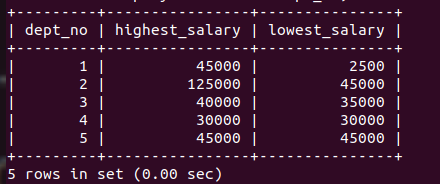 +---------+----------------+---------------+
| dept_no | highest_salary | lowest_salary |
+---------+----------------+---------------+
|       1 |          45000 |          2500 |
|       2 |         125000 |         45000 |
|       3 |          40000 |         35000 |
|       4 |          30000 |         30000 |
|       5 |          45000 |         45000 |
+---------+----------------+---------------+
5 rows in set (0.00 sec)